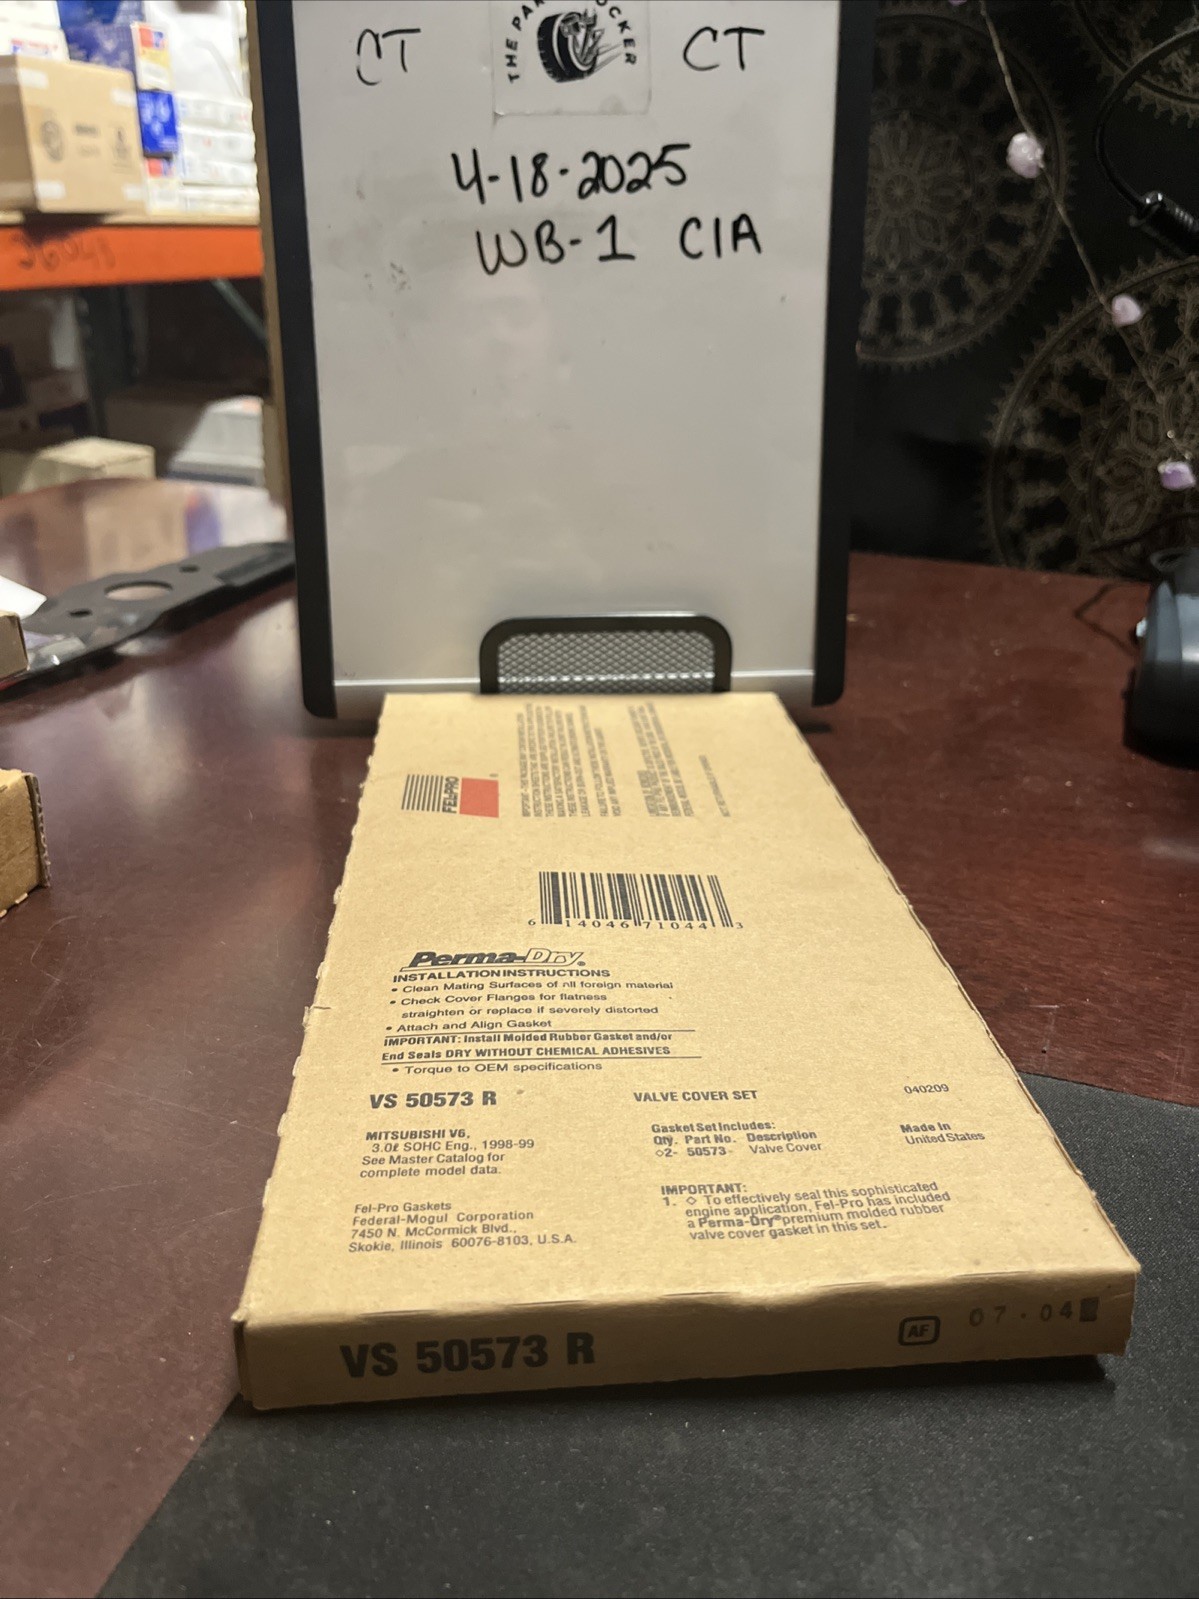 CT
CT
4-18-2025
WB-1 C1A
FEL-PRO
6 14046 71044 3
Perma-Dry®
INSTALLATION INSTRUCTIONS
• Clean Mating Surfaces of all foreign material
• Check Cover Flanges for flatness
straighten or replace if severely distorted
• Attach and Align Gasket
IMPORTANT: Install Molded Rubber Gasket and/or
End Seals DRY WITHOUT CHEMICAL ADHESIVES
• Torque to OEM specifications
VS 50573 R
VALVE COVER SET
040209
MITSUBISHI V6,
3.0ℓ SOHC Eng., 1998-99
See Master Catalog for
complete model data.
Gasket Set Includes:
Qty. Part No. Description
◇2- 50573- Valve Cover
Made In
United States
IMPORTANT:
1. ◇ To effectively seal this sophisticated
engine application, Fel-Pro has included
a Perma-Dry® premium molded rubber
valve cover gasket in this set.
Fel-Pro Gaskets
Federal-Mogul Corporation
7450 N. McCormick Blvd.,
Skokie, Illinois 60076-8103, U.S.A.
VS 50573 R
AF
07·04